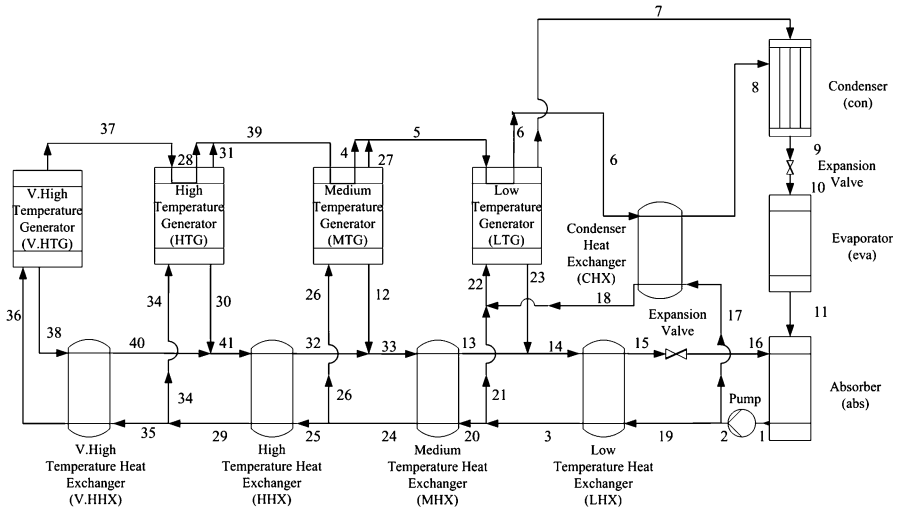 7
37
28
31
39
4
5
27
6
6
8
Condenser
(con)
9
Expansion
Valve
10
V.High
Temperature
Generator
(V.HTG)
High
Temperature
Generator
(HTG)
Medium
Temperature
Generator
(MTG)
Low
Temperature
Generator
(LTG)
Condenser
Heat
Exchanger
(CHX)
Evaporator
(eva)
36
38
34
30
26
12
22
23
18
17
11
Expansion
Valve
40
41
32
33
13
14
15
16
34
26
21
Pump
Absorber
(abs)
35
29
25
24
20
3
19
2
1
V.High
Temperature Heat
Exchanger
(V.HHX)
High
Temperature Heat
Exchanger
(HHX)
Medium
Temperature Heat
Exchanger
(MHX)
Low
Temperature Heat
Exchanger
(LHX)